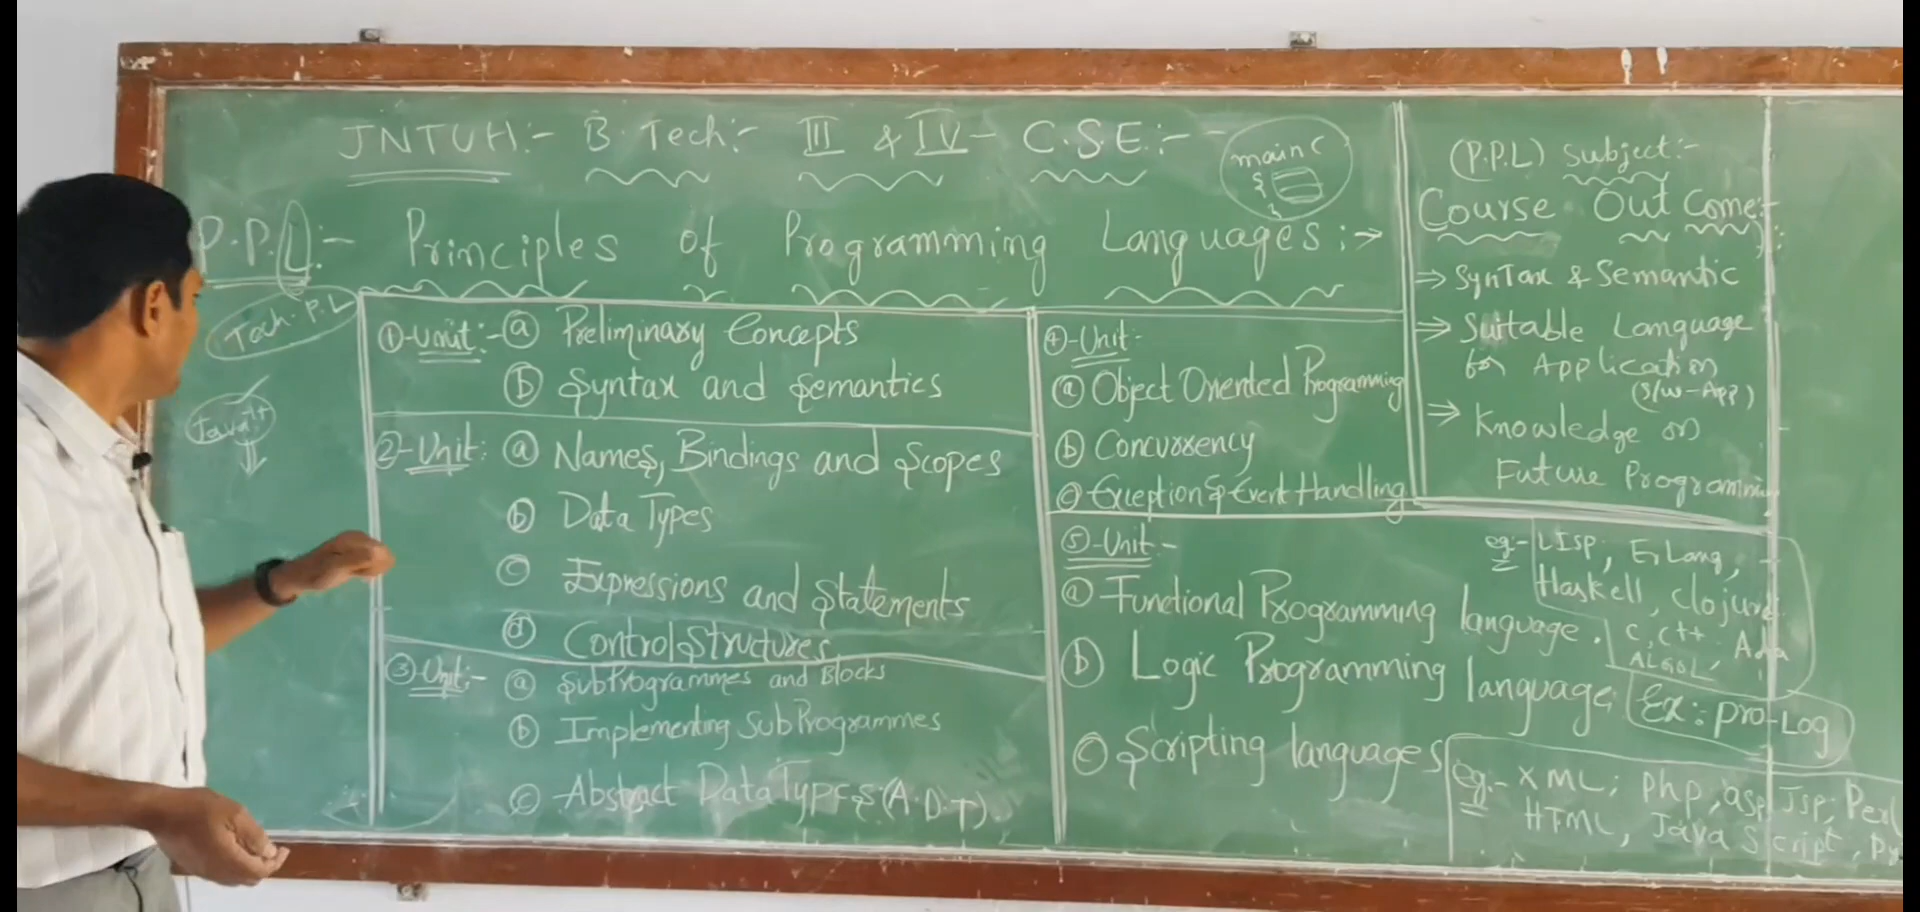 JNTUH:- B.Tech:- III & IV- C.S.E:-
main(
{
}
P.P.L:- Principles of Programming Languages:→
Tech. P.L
①-Unit:- ⓐ Preliminary Concepts
ⓑ Syntax and Semantics
②-Unit: ⓐ Names, Bindings and Scopes
ⓑ Data Types
ⓒ Expressions and Statements
ⓓ Control Structures
③-Unit:- ⓐ SubProgrammes and Blocks
ⓑ Implementing SubProgrammes
ⓒ Abstract Data Types (A.D.T)
④-Unit:-
ⓐ Object Oriented Programming
ⓑ Concurrency
ⓒ Exception & Event Handling
⑤-Unit:-
ⓐ Functional Programming language.
eg:- LISP, ErLang,
Haskell, clojure
C, C++ Ada
ALGOL
ⓑ Logic Programming language:
Ex: pro-Log
ⓒ Scripting languages
eg:- XML; Php, asp, Jsp; Perl
HTML, Java Script, Py
(P.P.L) Subject:-
Course Out Come:-
⇒ SynTax & Semantic
⇒ Suitable Language
for Application
(S/w-App)
⇒ Knowledge on
Future Programming